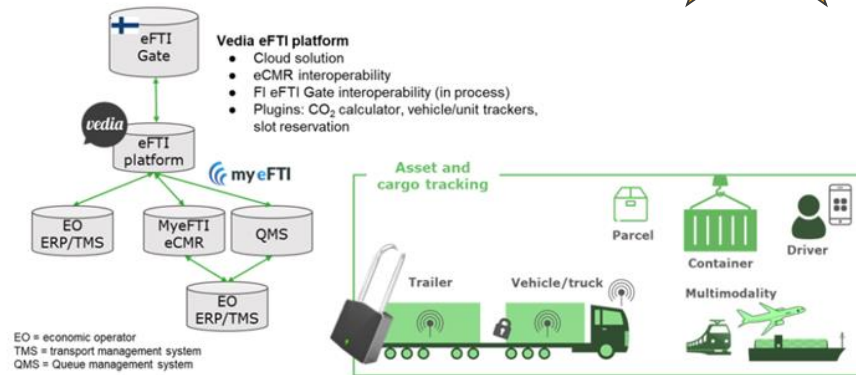 eFTI
Gate
Vedia eFTI platform
● Cloud solution
● eCMR interoperability
● FI eFTI Gate interoperability (in process)
● Plugins: CO₂ calculator, vehicle/unit trackers,
slot reservation
vedia
eFTI
platform
my eFTI
EO
ERP/TMS
MyeFTI
eCMR
QMS
EO
ERP/TMS
EO = economic operator
TMS = transport management system
QMS = Queue management system
Asset and
cargo tracking
Parcel
Container
Driver
Trailer
Vehicle/truck
Multimodality